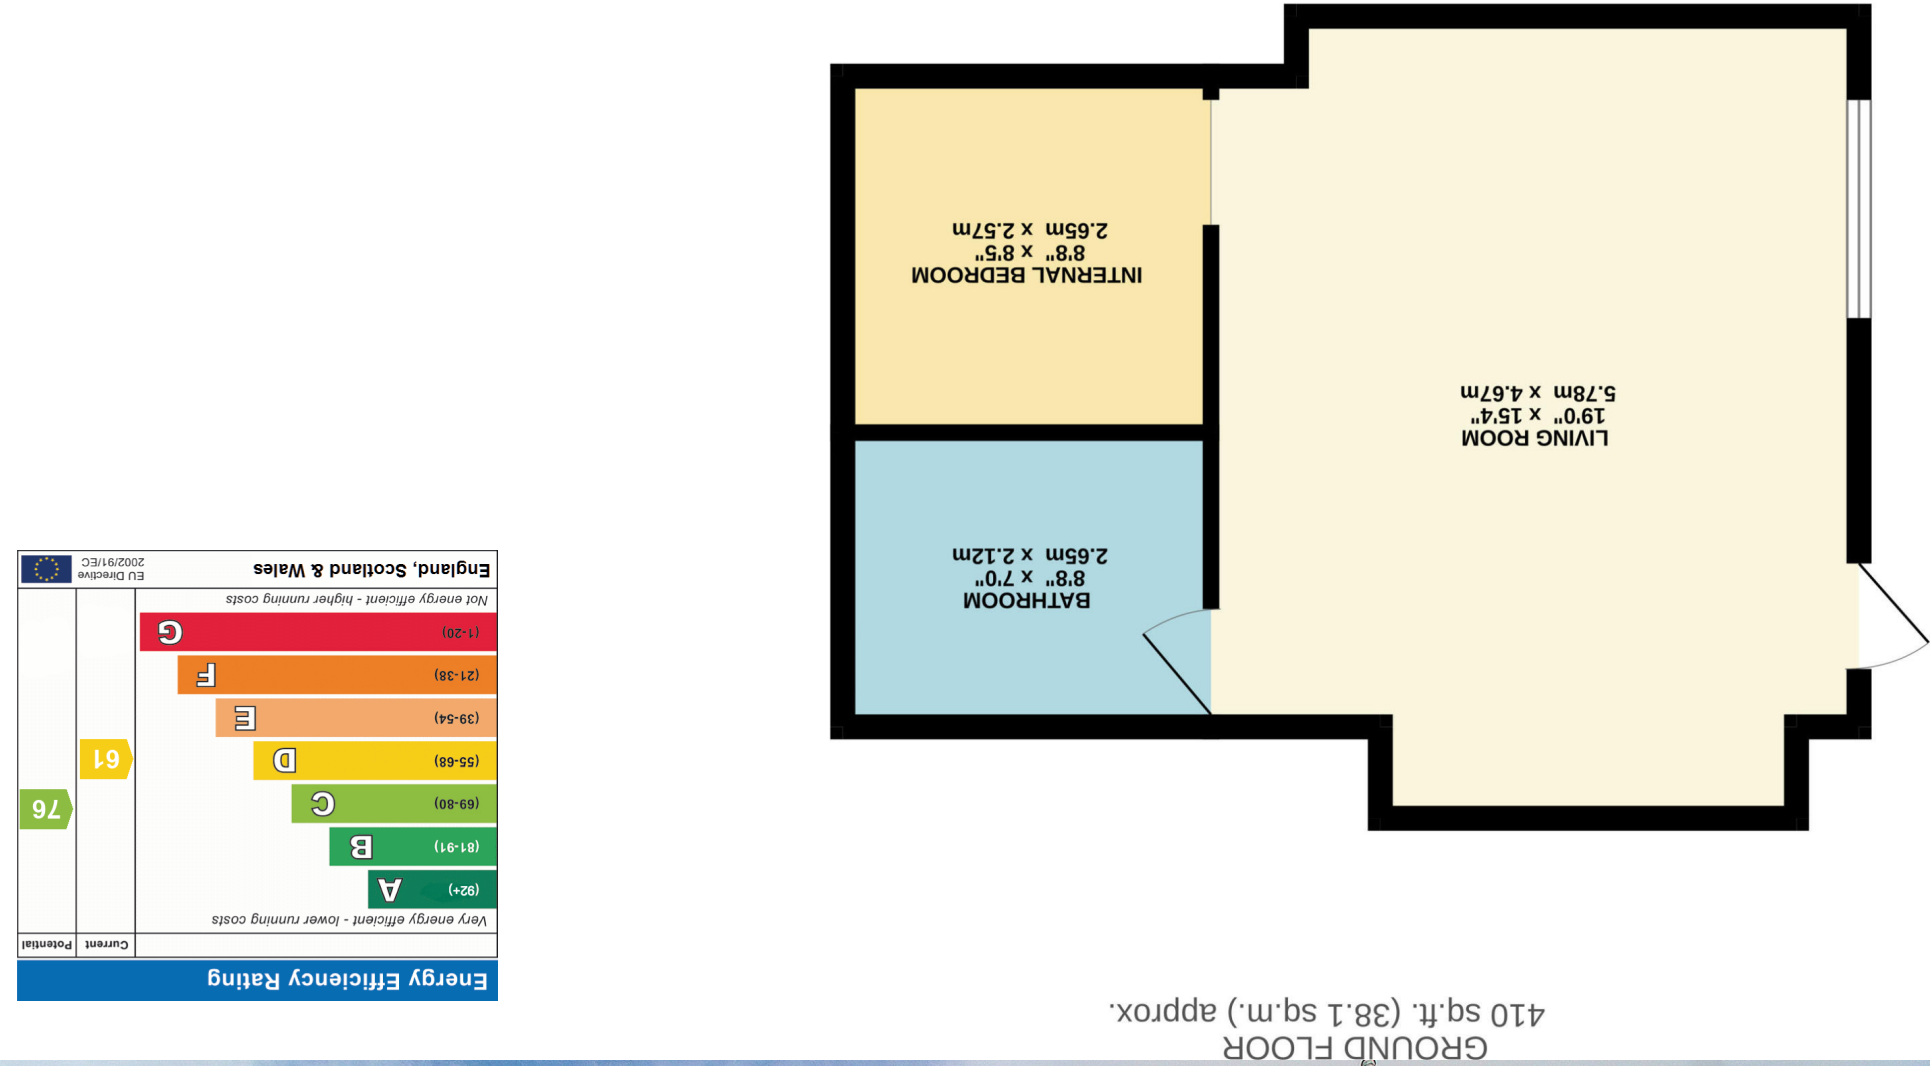 GROUND FLOOR
410 sq.ft. (38.1 sq.m.) approx.
BATHROOM
8'8" x 7'0"
2.65m x 2.12m
LIVING ROOM
19'0" x 15'4"
5.78m x 4.67m
INTERNAL BEDROOM
8'8" x 8'5"
2.65m x 2.57m
Energy Efficiency Rating
Current Potential
Very energy efficient - lower running costs
(92+) A
(81-91) B
(69-80) C
(55-68) D
(39-54) E
(21-38) F
(1-20) G
76
61
Not energy efficient - higher running costs
England, Scotland & Wales
EU Directive
2002/91/EC